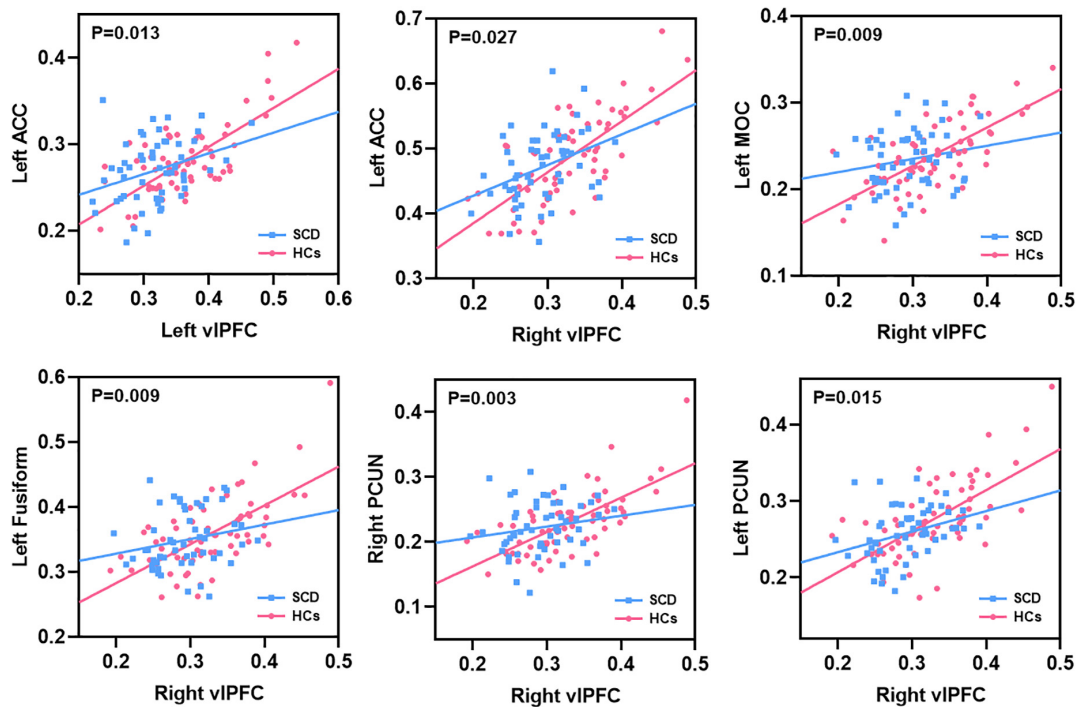 P=0.013
Left ACC
0.4
0.3
0.2
SCD
HCs
0.2 0.3 0.4 0.5 0.6
Left vlPFC
P=0.027
Left ACC
0.7
0.6
0.5
0.4
0.3
SCD
HCs
0.2 0.3 0.4 0.5
Right vlPFC
P=0.009
Left MOC
0.4
0.3
0.2
0.1
SCD
HCs
0.2 0.3 0.4 0.5
Right vlPFC
P=0.009
Left Fusiform
0.6
0.5
0.4
0.3
0.2
SCD
HCs
0.2 0.3 0.4 0.5
Right vlPFC
P=0.003
Right PCUN
0.4
0.3
0.2
0.1
SCD
HCs
0.2 0.3 0.4 0.5
Right vlPFC
P=0.015
Left PCUN
0.4
0.3
0.2
SCD
HCs
0.2 0.3 0.4 0.5
Right vlPFC